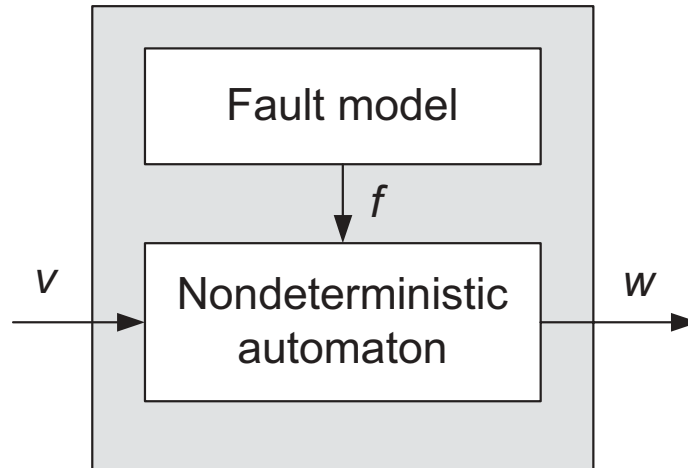 Fault model
f
v
Nondeterministic
automaton
w